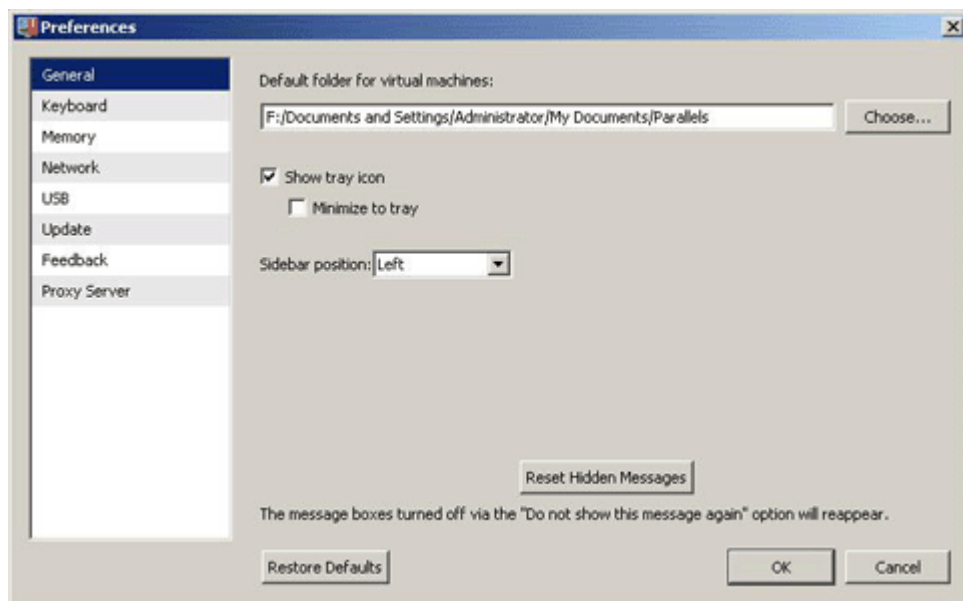 Preferences
General
Keyboard
Memory
Network
USB
Update
Feedback
Proxy Server
Default folder for virtual machines:
F:/Documents and Settings/Administrator/My Documents/Parallels
Choose...
Show tray icon
Minimize to tray
Sidebar position: Left
Reset Hidden Messages
The message boxes turned off via the "Do not show this message again" option will reappear.
Restore Defaults
OK
Cancel